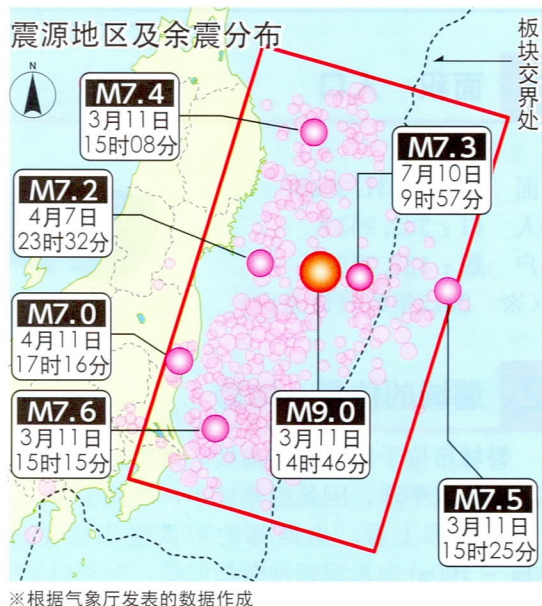 震源地区及余震分布
板块交界处
N
M7.4
3月11日
15时08分
M7.3
7月10日
9时57分
M7.2
4月7日
23时32分
M7.0
4月11日
17时16分
M7.6
3月11日
15时15分
M9.0
3月11日
14时46分
M7.5
3月11日
15时25分
※根据气象厅发表的数据作成